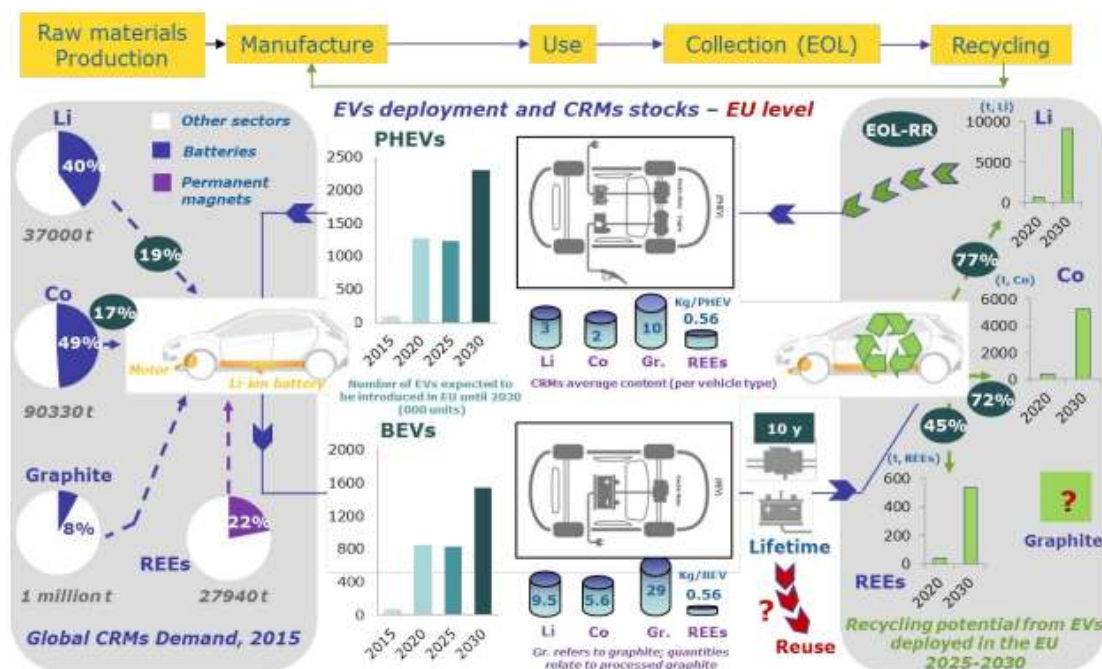 Raw materials
Production
Manufacture
Use
Collection (EOL)
Recycling
EVs deployment and CRMs stocks – EU level
Li
Other sectors
Batteries
Permanent
magnets
40%
37000 t
19%
Co
17%
49%
90330 t
Motor
Li-ion battery
Graphite
8%
1 million t
REEs
22%
27940 t
Global CRMs Demand, 2015
PHEVs
2500
2000
1500
1000
500
0
2015
2020
2025
2030
Number of EVs expected to
be introduced in EU until 2030
(000 units)
BEVs
2000
1600
1200
800
400
0
2015
2020
2025
2030
PHEV
Kg/PHEV
3
2
10
0.56
Li
Co
Gr.
REEs
CRMs average content (per vehicle type)
Kg/BEV
9.5
5.6
29
0.56
Li
Co
Gr.
REEs
Gr. refers to graphite; quantities
relate to processed graphite
10 y
Lifetime
?
Reuse
EOL-RR
(t, Li)
Li
10000
5000
0
2020
2030
77%
(t, Co)
Co
6000
4000
2000
0
2020
2030
72%
45%
(t, REEs)
600
400
200
0
2020
2030
REEs
?
Graphite
Recycling potential from EVs
deployed in the EU
2025-2030